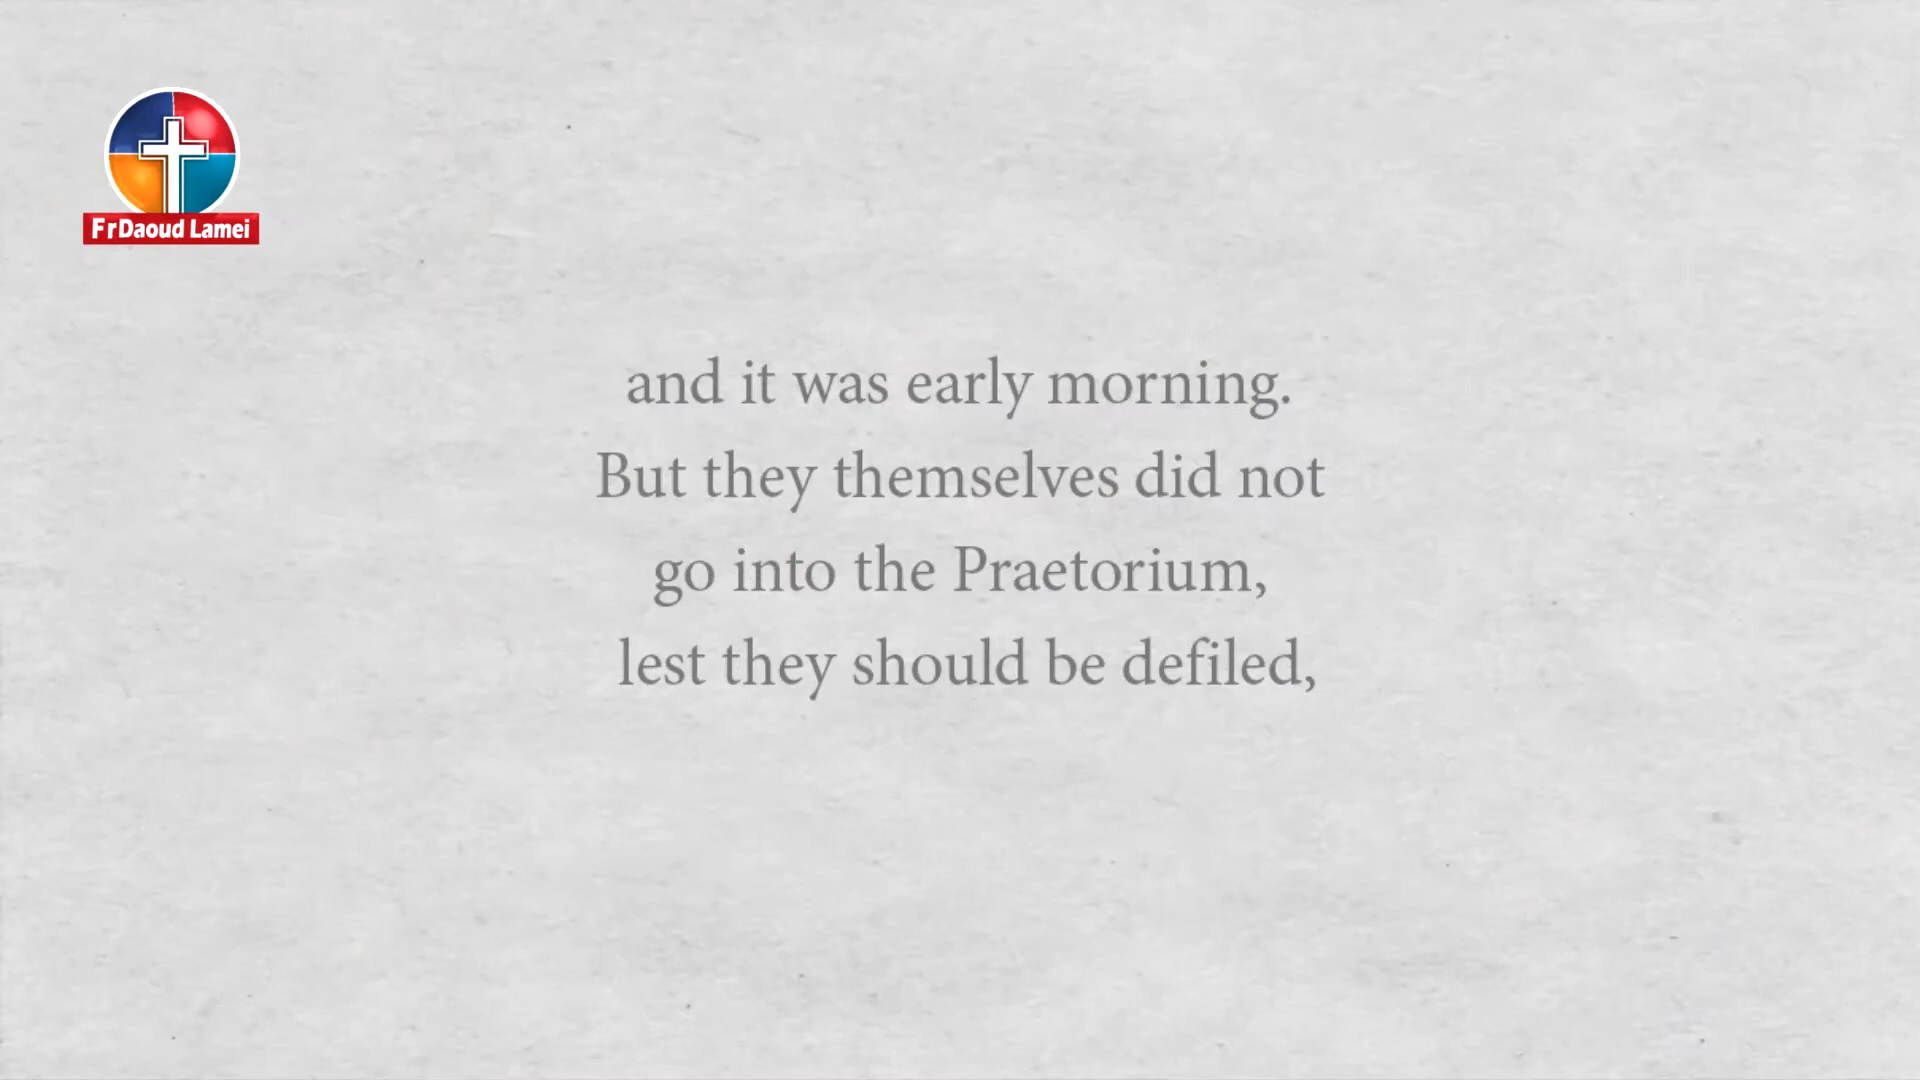 FrDaoud Lamei
and it was early morning.
But they themselves did not
go into the Praetorium,
lest they should be defiled,